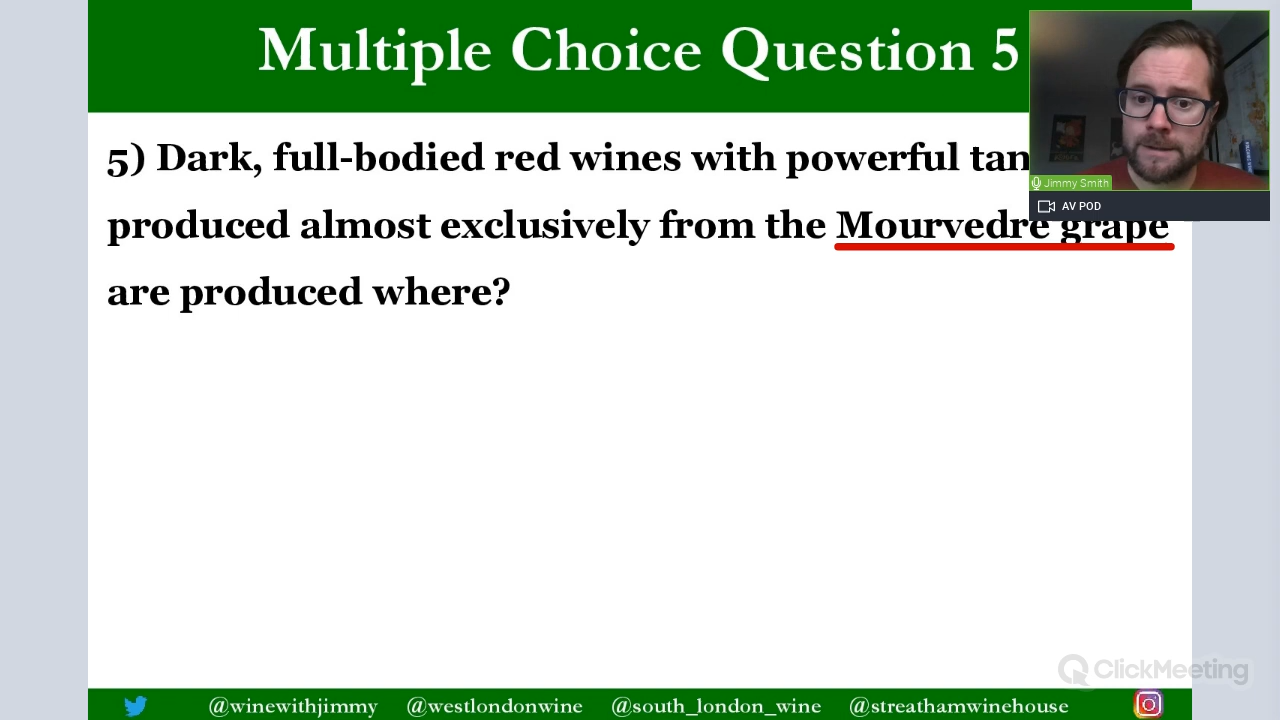 Multiple Choice Question 5
5) Dark, full-bodied red wines with powerful
produced almost exclusively from the Mourvedre grape
are produced where?
Jimmy Smith
AV POD
ClickMeeting
@winewithjimmy @westlondonwine @south_london_wine @streathamwinehouse